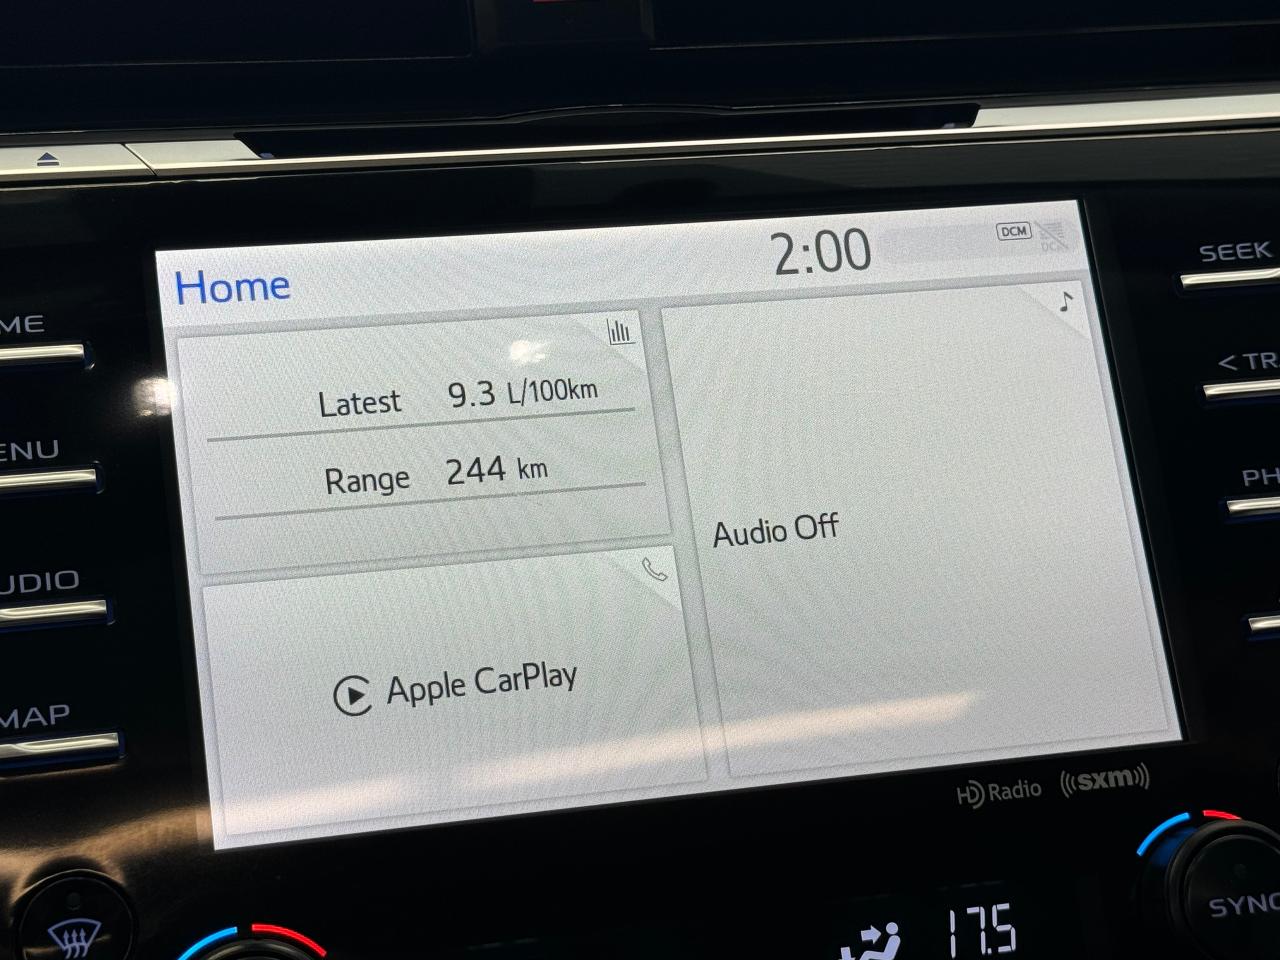 Home
2:00
DCM
Latest 9.3 L/100km
Range 244 km
Apple CarPlay
Audio Off
ME
ENU
UDIO
MAP
SEEK
< TR
PH
HD Radio
((sxm))
SYNC
17.5